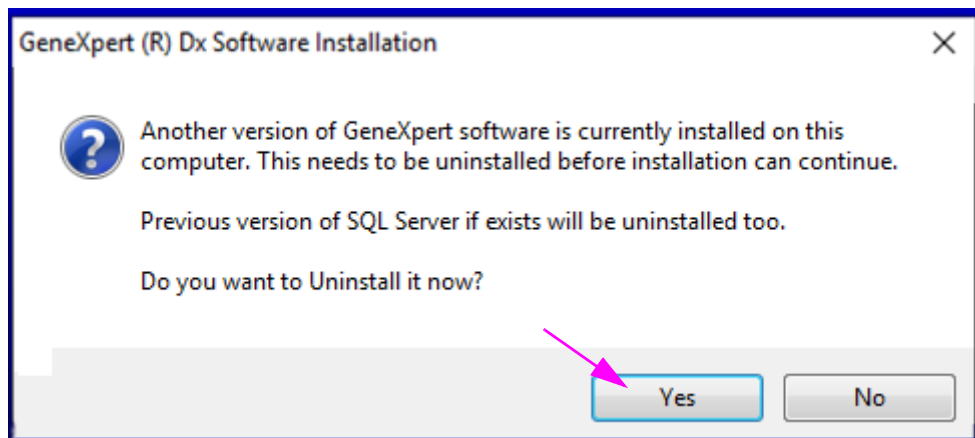 GeneXpert (R) Dx Software Installation
Another version of GeneXpert software is currently installed on this
computer. This needs to be uninstalled before installation can continue.
Previous version of SQL Server if exists will be uninstalled too.
Do you want to Uninstall it now?
Yes No